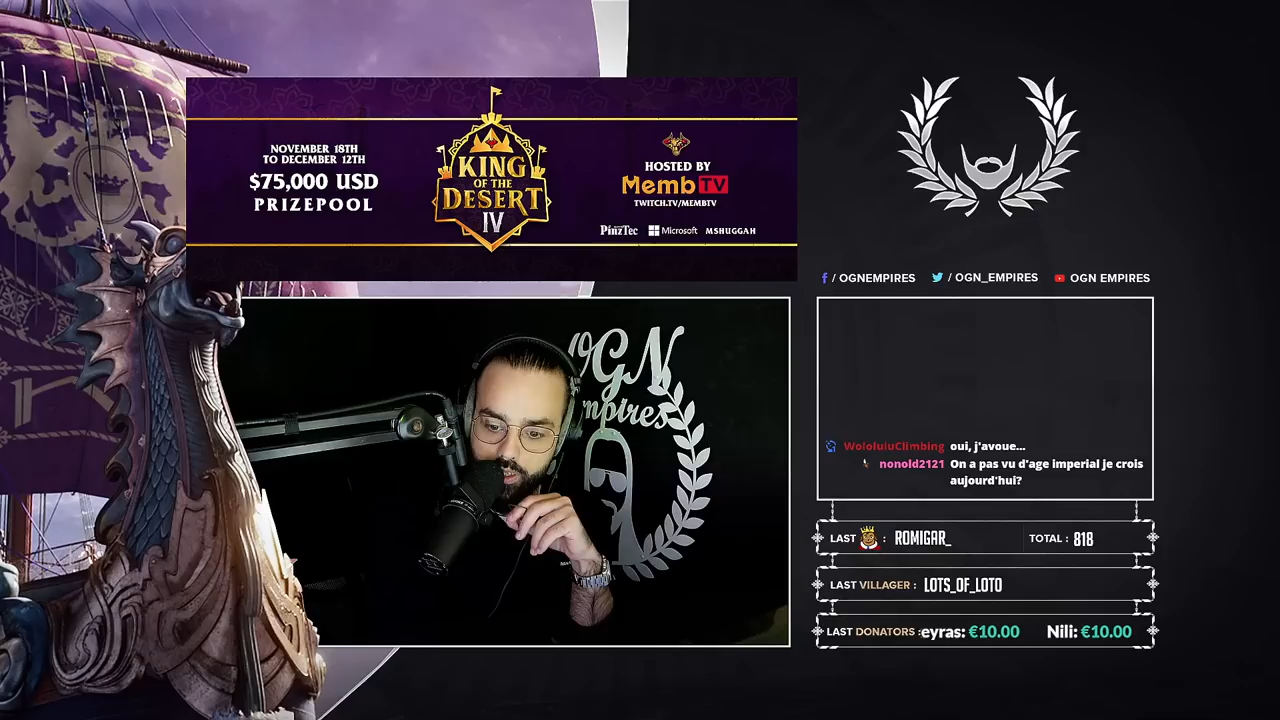 NOVEMBER 18TH
TO DECEMBER 12TH
$75,000 USD
PRIZEPOOL
KING
OF THE
DESERT
IV
HOSTED BY
MembTV
TWITCH.TV/MEMBTV
PinzTec Microsoft MSHUGGAH
/ OGNEMPIRES / OGN_EMPIRES OGN EMPIRES
OGN
mpires
WololuluClimbing oui, j'avoue...
nonold2121 On a pas vu d'age imperial je crois
aujourd'hui?
LAST : ROMIGAR_ TOTAL : 818
LAST VILLAGER : LOTS_OF_LOTO
LAST DONATORS : eyras: €10.00 Nili: €10.00